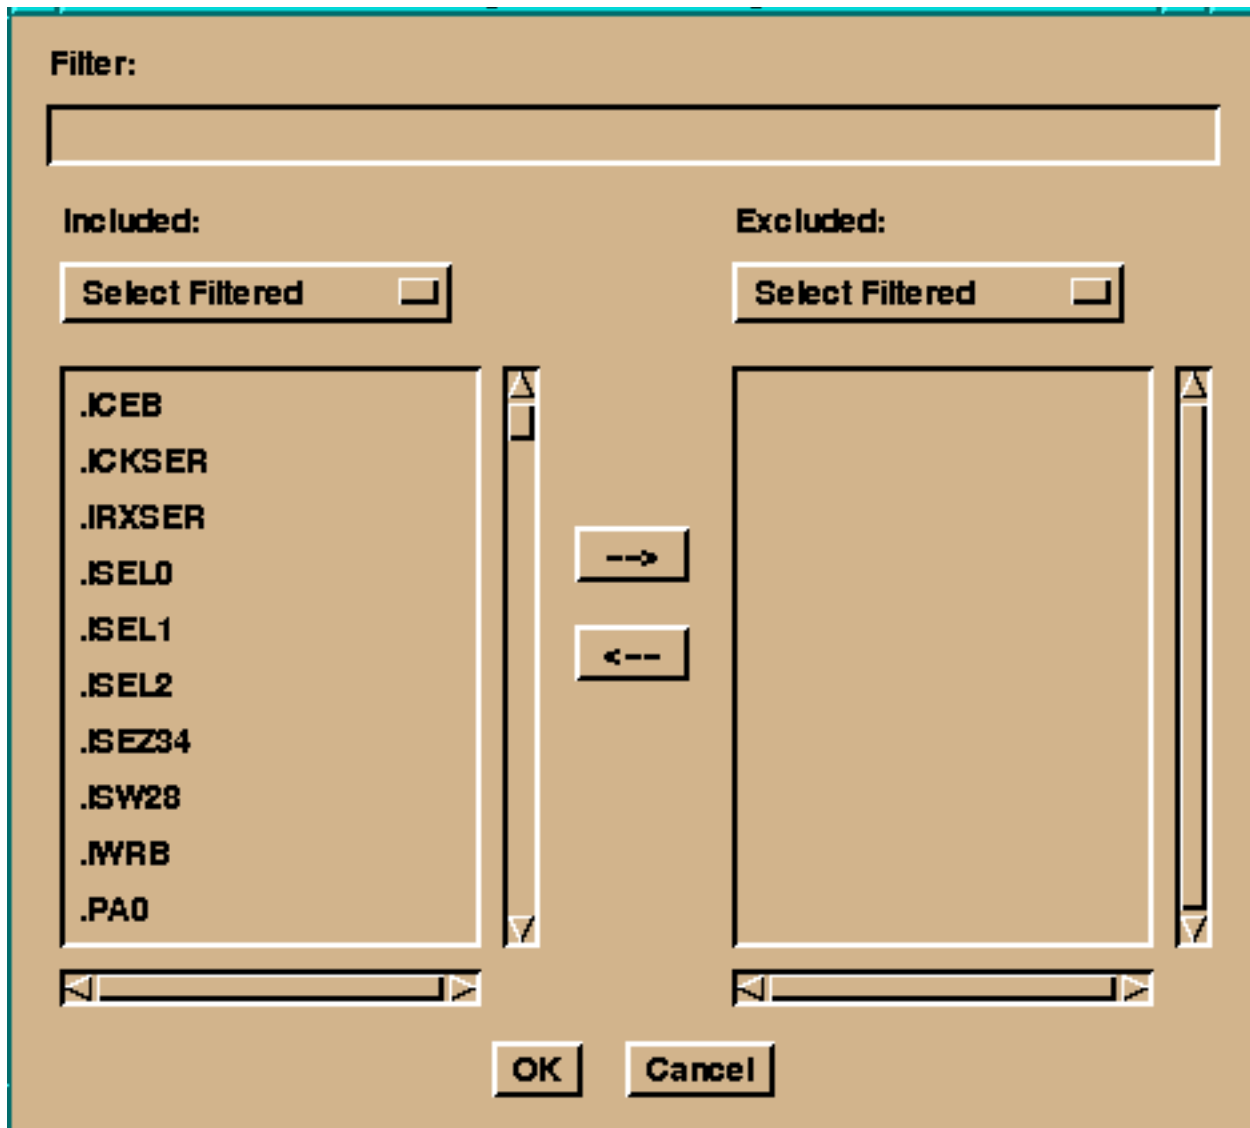 Filter:
Included:
Excluded:
Select Filtered
Select Filtered
.ICEB
.ICKSER
.IRXSER
.ISEL0
.ISEL1
.ISEL2
.ISEZ34
.ISW28
.IWRB
.PA0
-->
<--
OK
Cancel